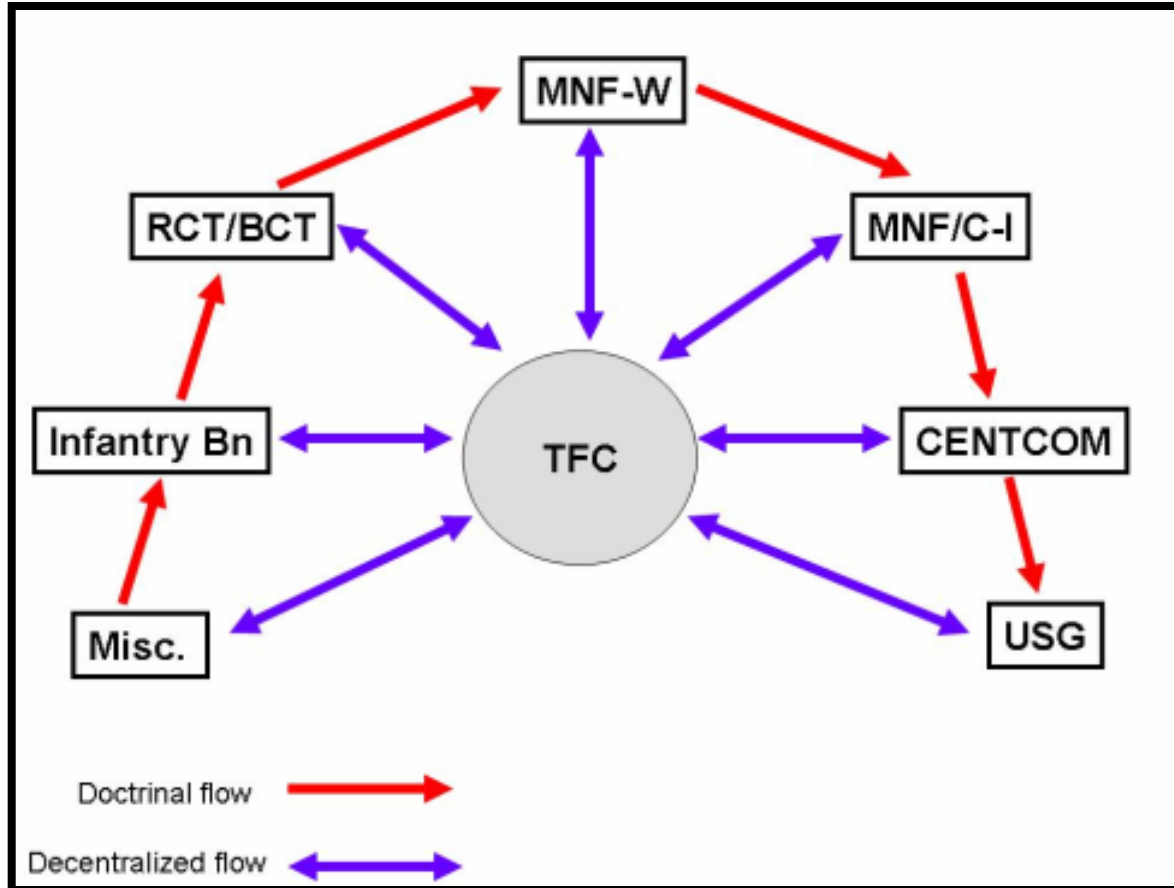 MNF-W
RCT/BCT
MNF/C-I
Infantry Bn
TFC
CENTCOM
Misc.
USG
Doctrinal flow
Decentralized flow